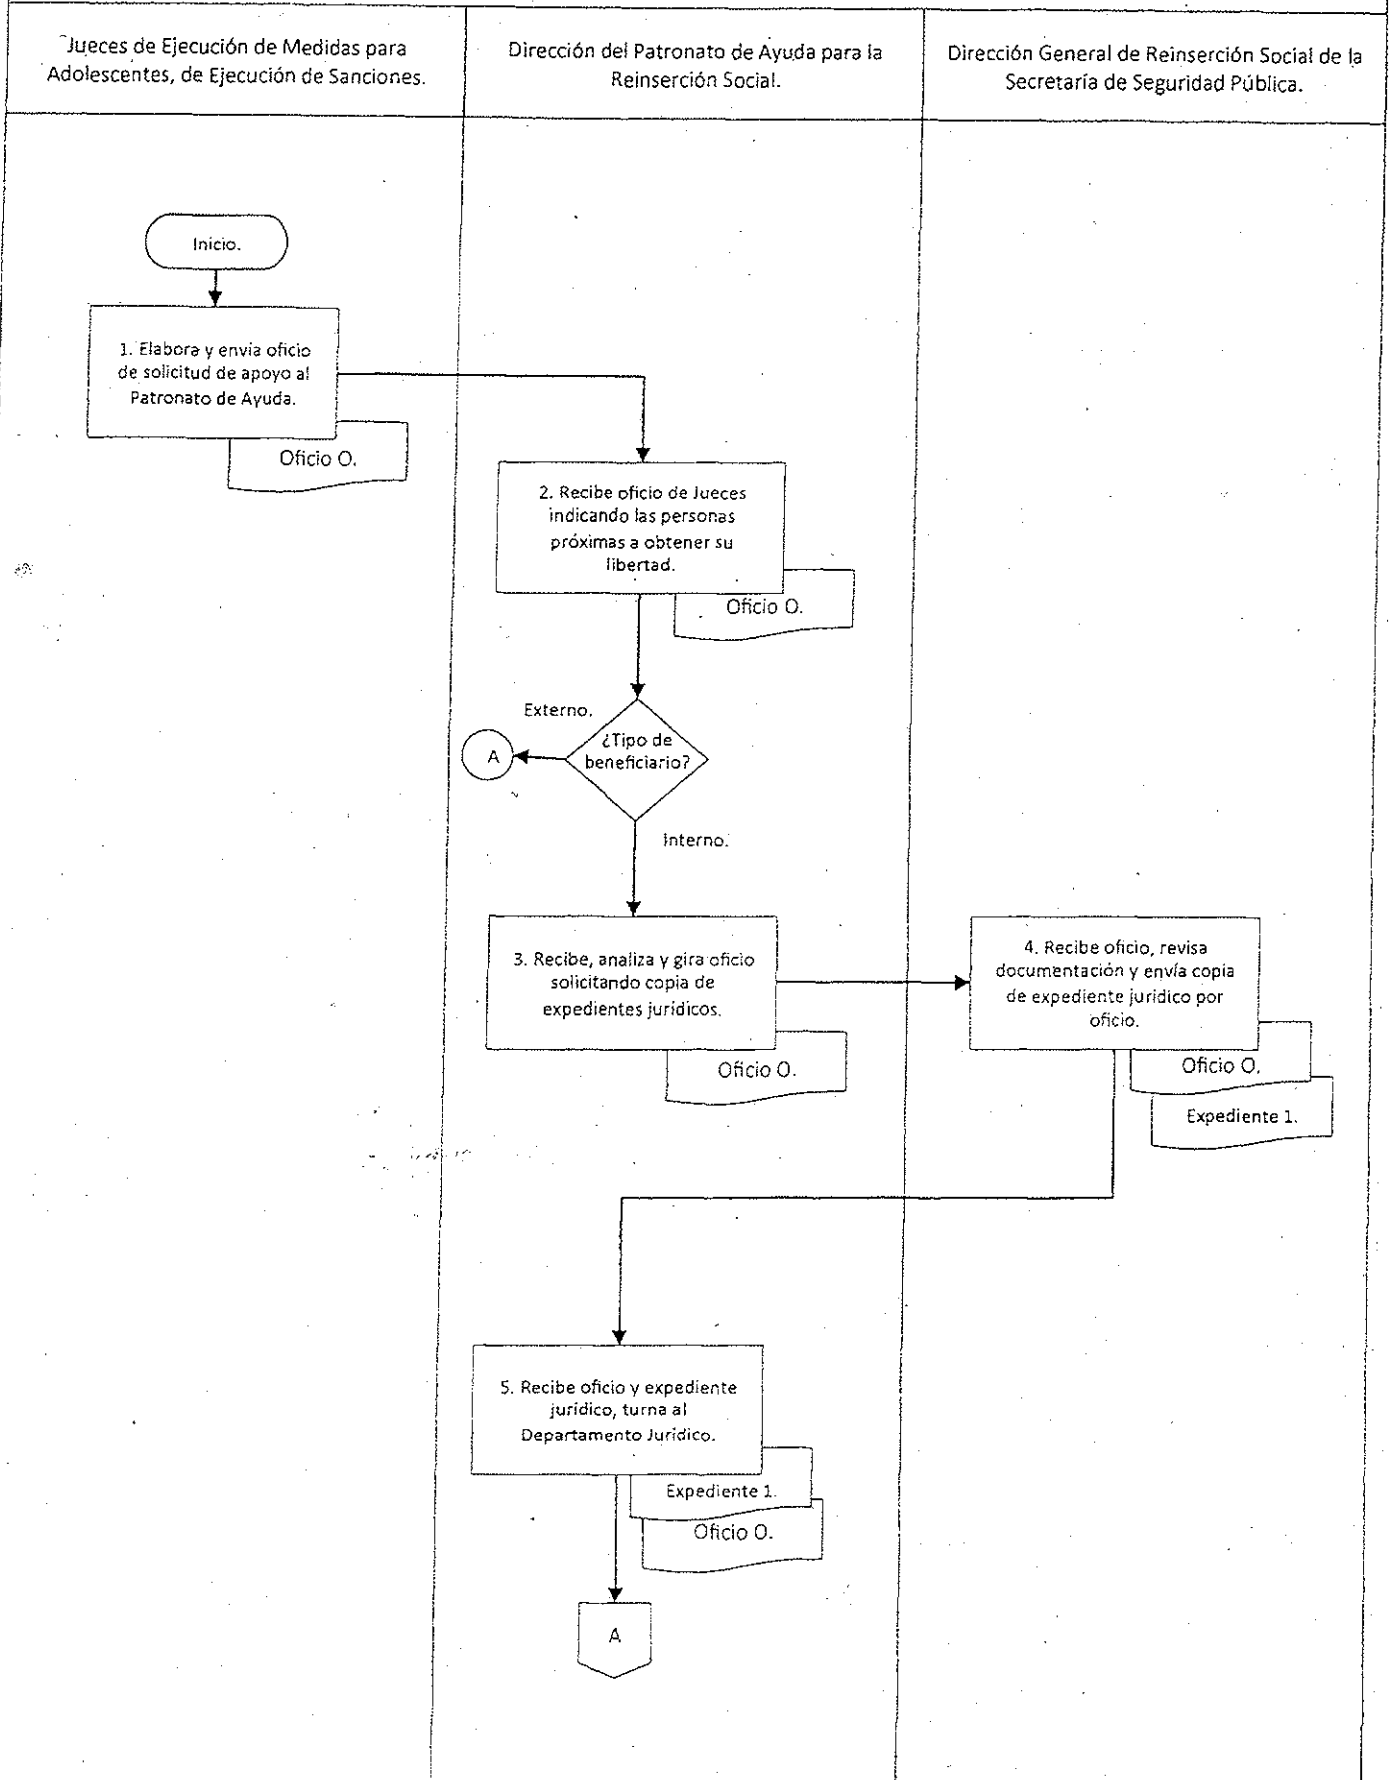 Jueces de Ejecución de Medidas para
Adolescentes, de Ejecución de Sanciones.
Dirección del Patronato de Ayuda para la
Reinserción Social.
Dirección General de Reinserción Social de la
Secretaría de Seguridad Pública.
Inicio.
1. Elabora y envia oficio
de solicitud de apoyo al
Patronato de Ayuda.
Oficio O.
2. Recibe oficio de Jueces
indicando las personas
próximas a obtener su
libertad.
Oficio O.
Externo.
¿Tipo de
beneficiario?
A
Interno.
3. Recibe, analiza y gira oficio
solicitando copia de
expedientes jurídicos.
Oficio O.
4. Recibe oficio, revisa
documentación y envía copia
de expediente jurídico por
oficio.
Oficio O.
Expediente 1.
5. Recibe oficio y expediente
jurídico, turna al
Departamento Jurídico.
Expediente 1.
Oficio O.
A